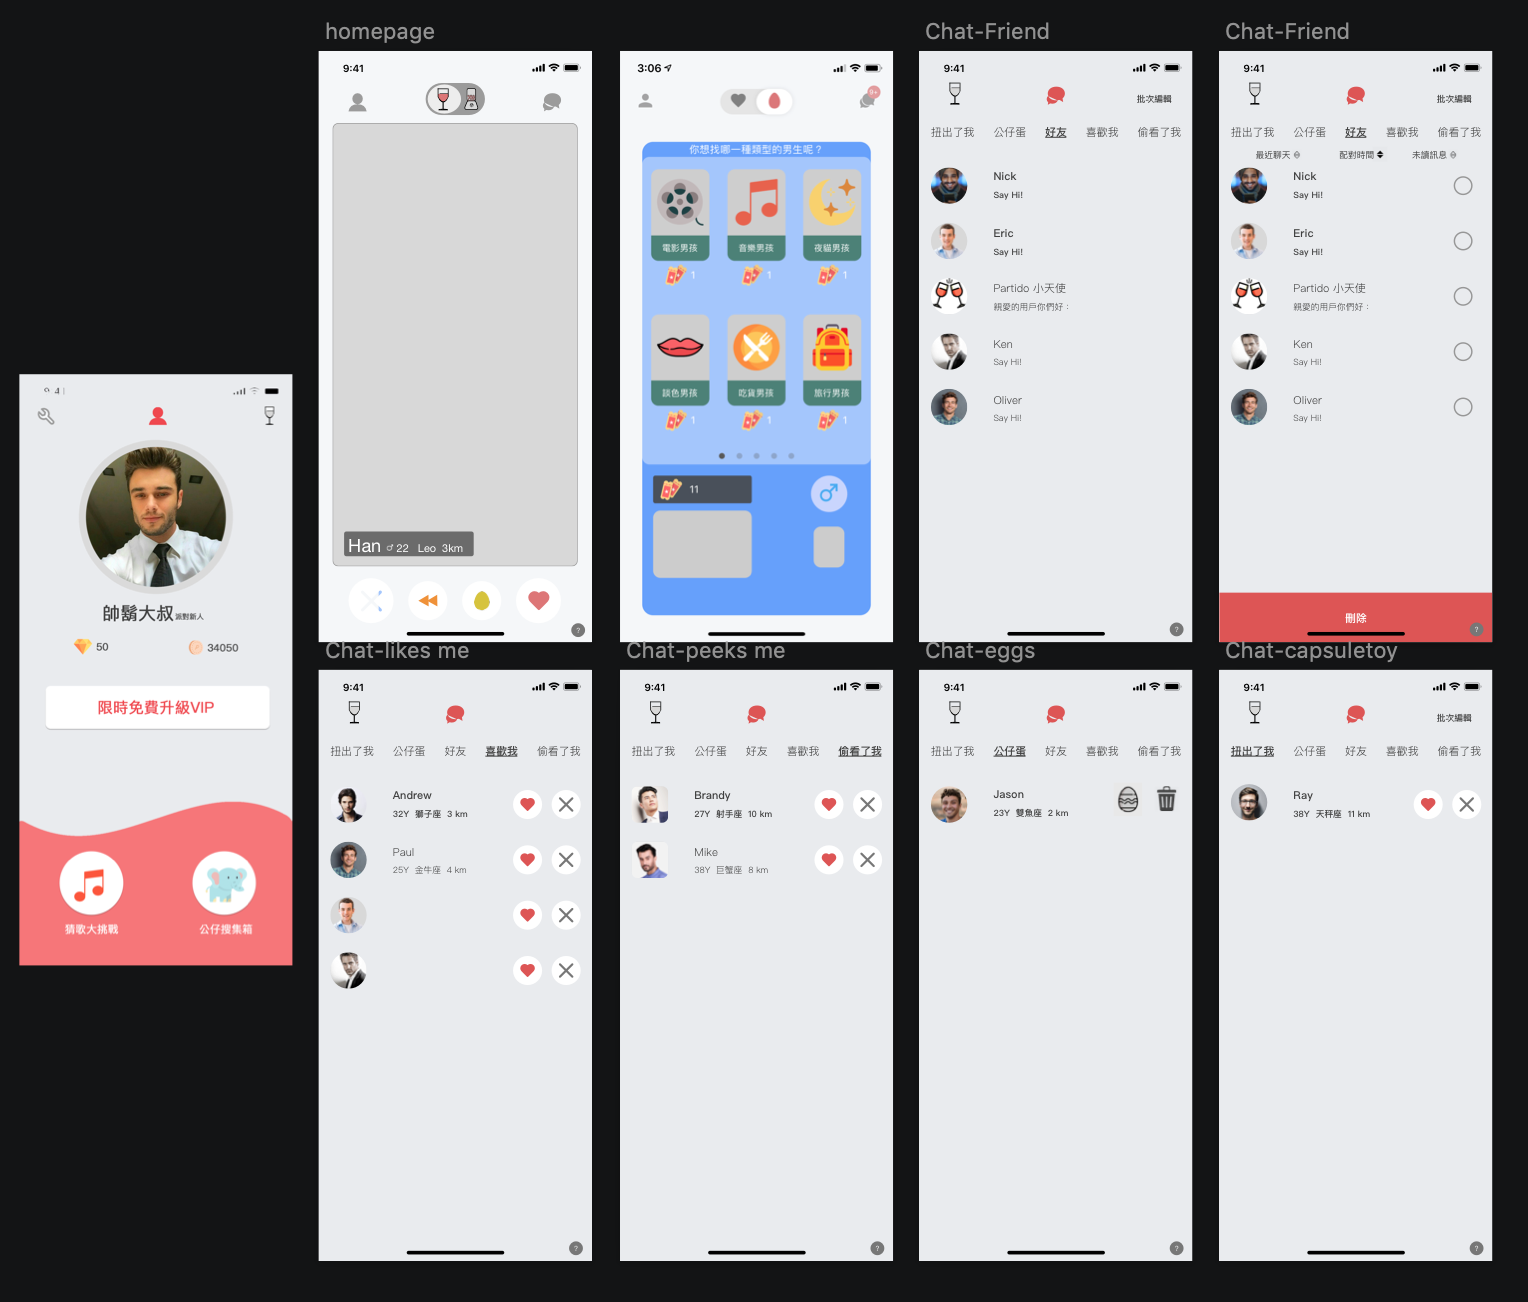 homepage
9:41
Han ♂ 22 Leo 3km
?
3:06
9+
你想找哪一種類型的男生呢？
電影男孩
音樂男孩
夜貓男孩
1
1
1
談色男孩
吃貨男孩
旅行男孩
1
1
1
11
Chat-Friend
9:41
批次編輯
扭出了我 公仔蛋 好友 喜歡我 偷看了我
Nick
Say Hi!
Eric
Say Hi!
Partido 小天使
親愛的用戶你們好：
Ken
Say Hi!
Oliver
Say Hi!
?
Chat-Friend
9:41
批次編輯
扭出了我 公仔蛋 好友 喜歡我 偷看了我
最近聊天 配對時間 未讀訊息
Nick
Say Hi!
Eric
Say Hi!
Partido 小天使
親愛的用戶你們好：
Ken
Say Hi!
Oliver
Say Hi!
刪除
?
9:41
帥鬍大叔 派對新人
50
34050
限時免費升級VIP
猜歌大挑戰
公仔搜集箱
Chat-likes me
9:41
扭出了我 公仔蛋 好友 喜歡我 偷看了我
Andrew
32Y 獅子座 3 km
Paul
25Y 金牛座 4 km
?
Chat-peeks me
9:41
扭出了我 公仔蛋 好友 喜歡我 偷看了我
Brandy
27Y 射手座 10 km
Mike
38Y 巨蟹座 8 km
?
Chat-eggs
9:41
扭出了我 公仔蛋 好友 喜歡我 偷看了我
Jason
23Y 雙魚座 2 km
?
Chat-capsuletoy
9:41
批次編輯
扭出了我 公仔蛋 好友 喜歡我 偷看了我
Ray
38Y 天秤座 11 km
?